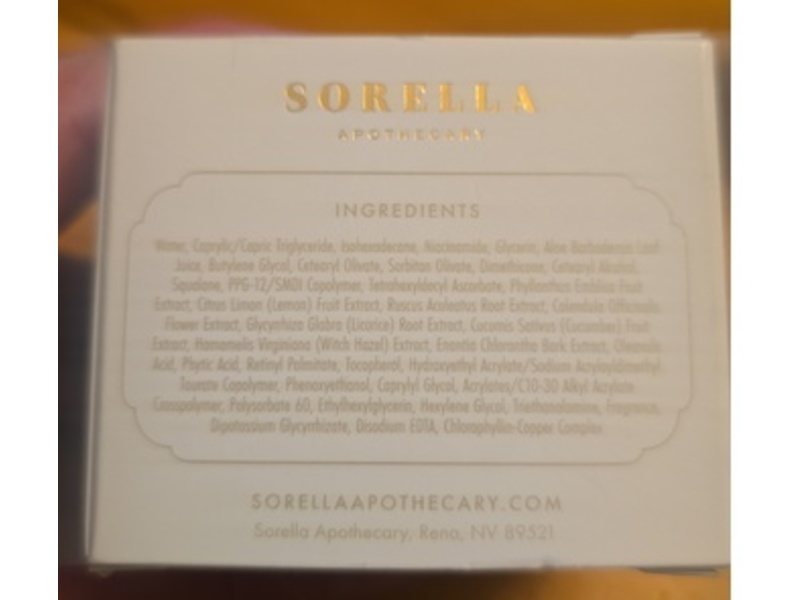 SORELLA
APOTHECARY
INGREDIENTS
Water, Caprylic/Capric Triglyceride, Isohexadecane, Niacinamide, Glycerin, Aloe Barbadensis Leaf
Juice, Butylene Glycol, Cetearyl Olivate, Sorbitan Olivate, Dimethicone, Cetearyl Alcohol,
Squalane, PPG-12/SMDI Copolymer, Tetrahexyldecyl Ascorbate, Phyllanthus Emblica Fruit
Extract, Citrus Limon (Lemon) Fruit Extract, Ruscus Aculeatus Root Extract, Calendula Officinalis
Flower Extract, Glycyrrhiza Glabra (Licorice) Root Extract, Cucumis Sativus (Cucumber) Fruit
Extract, Hamamelis Virginiana (Witch Hazel) Extract, Enantia Chlorantha Bark Extract, Oleanolic
Acid, Phytic Acid, Retinyl Palmitate, Tocopherol, Hydroxyethyl Acrylate/Sodium Acryloyldimethyl
Taurate Copolymer, Phenoxyethanol, Caprylyl Glycol, Acrylates/C10-30 Alkyl Acrylate
Crosspolymer, Polysorbate 60, Ethylhexylglycerin, Hexylene Glycol, Triethanolamine, Fragrance,
Dipotassium Glycyrrhizate, Disodium EDTA, Chlorophyllin-Copper Complex
SORELLAAPOTHECARY.COM
Sorella Apothecary, Reno, NV 89521